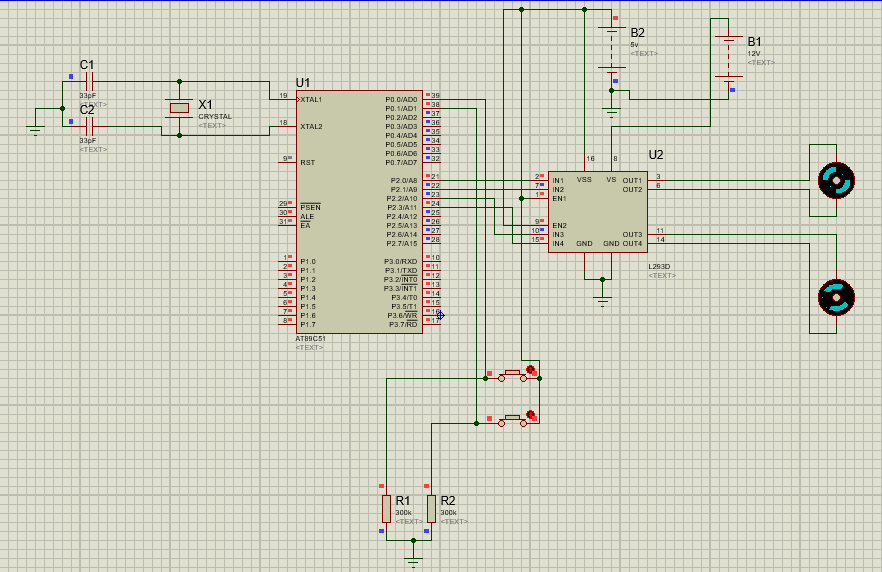 C1
33pF
<TEXT>
C2
33pF
<TEXT>
X1
CRYSTAL
<TEXT>
U1
19 XTAL1
18 XTAL2
9 RST
29 PSEN
30 ALE
31 EA
1 P1.0
2 P1.1
3 P1.2
4 P1.3
5 P1.4
6 P1.5
7 P1.6
8 P1.7
P0.0/AD0 39
P0.1/AD1 38
P0.2/AD2 37
P0.3/AD3 36
P0.4/AD4 35
P0.5/AD5 34
P0.6/AD6 33
P0.7/AD7 32
P2.0/A8 21
P2.1/A9 22
P2.2/A10 23
P2.3/A11 24
P2.4/A12 25
P2.5/A13 26
P2.6/A14 27
P2.7/A15 28
P3.0/RXD 10
P3.1/TXD 11
P3.2/INT0 12
P3.3/INT1 13
P3.4/T0 14
P3.5/T1 15
P3.6/WR 16
P3.7/RD 17
AT89C51
<TEXT>
B2
5v
<TEXT>
B1
12V
<TEXT>
U2
16 8
VSS VS
2 IN1
7 IN2
1 EN1
9 EN2
10 IN3
15 IN4
OUT1 3
OUT2 6
OUT3 11
OUT4 14
GND GND
L293D
<TEXT>
R1
300k
<TEXT>
R2
300k
<TEXT>